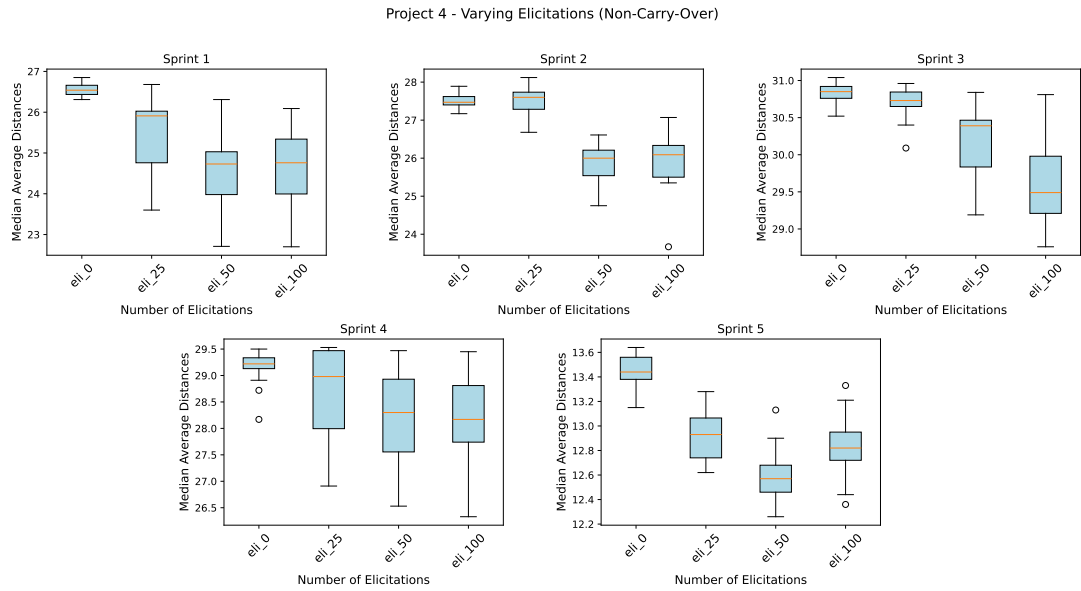 Project 4 - Varying Elicitations (Non-Carry-Over)
Sprint 1
Median Average Distances
27
26
25
24
23
eli_0
eli_25
eli_50
eli_100
Number of Elicitations
Sprint 2
Median Average Distances
28
27
26
25
24
eli_0
eli_25
eli_50
eli_100
Number of Elicitations
Sprint 3
Median Average Distances
31.0
30.5
30.0
29.5
29.0
eli_0
eli_25
eli_50
eli_100
Number of Elicitations
Sprint 4
Median Average Distances
29.5
29.0
28.5
28.0
27.5
27.0
26.5
eli_0
eli_25
eli_50
eli_100
Number of Elicitations
Sprint 5
Median Average Distances
13.6
13.4
13.2
13.0
12.8
12.6
12.4
12.2
eli_0
eli_25
eli_50
eli_100
Number of Elicitations